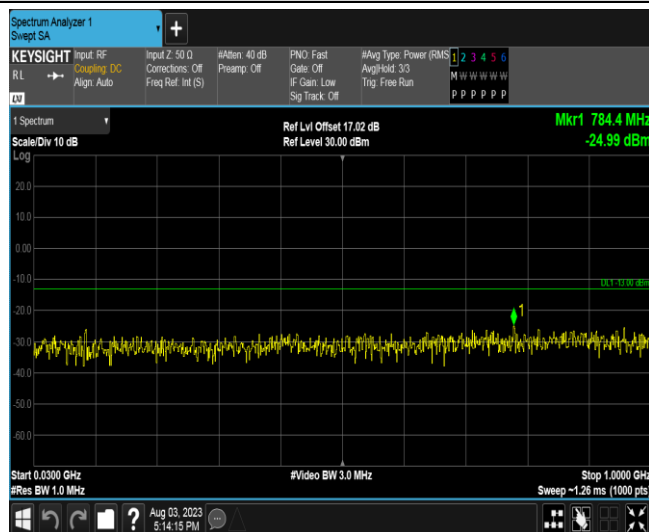 Spectrum Analyzer 1
Swept SA
+
KEYSIGHT
RL
LXI
Input: RF
Coupling: DC
Align: Auto
Input Z: 50 Ω
Corrections: Off
Freq Ref: Int (S)
#Atten: 40 dB
Preamp: Off
PNO: Fast
Gate: Off
IF Gain: Low
Sig Track: Off
#Avg Type: Power (RMS
Avg|Hold: 3/3
Trig: Free Run
1 2 3 4 5 6
M W W W W W
P P P P P P
1 Spectrum
Scale/Div 10 dB
Log
Ref Lvl Offset 17.02 dB
Ref Level 30.00 dBm
Mkr1 784.4 MHz
-24.99 dBm
20.0
10.0
0.00
-10.0
DL1 -13.00 dBm
-20.0
1
-30.0
-40.0
-50.0
-60.0
Start 0.0300 GHz
#Res BW 1.0 MHz
#Video BW 3.0 MHz
Stop 1.0000 GHz
Sweep ~1.26 ms (1000 pts)
?
Aug 03, 2023
5:14:15 PM